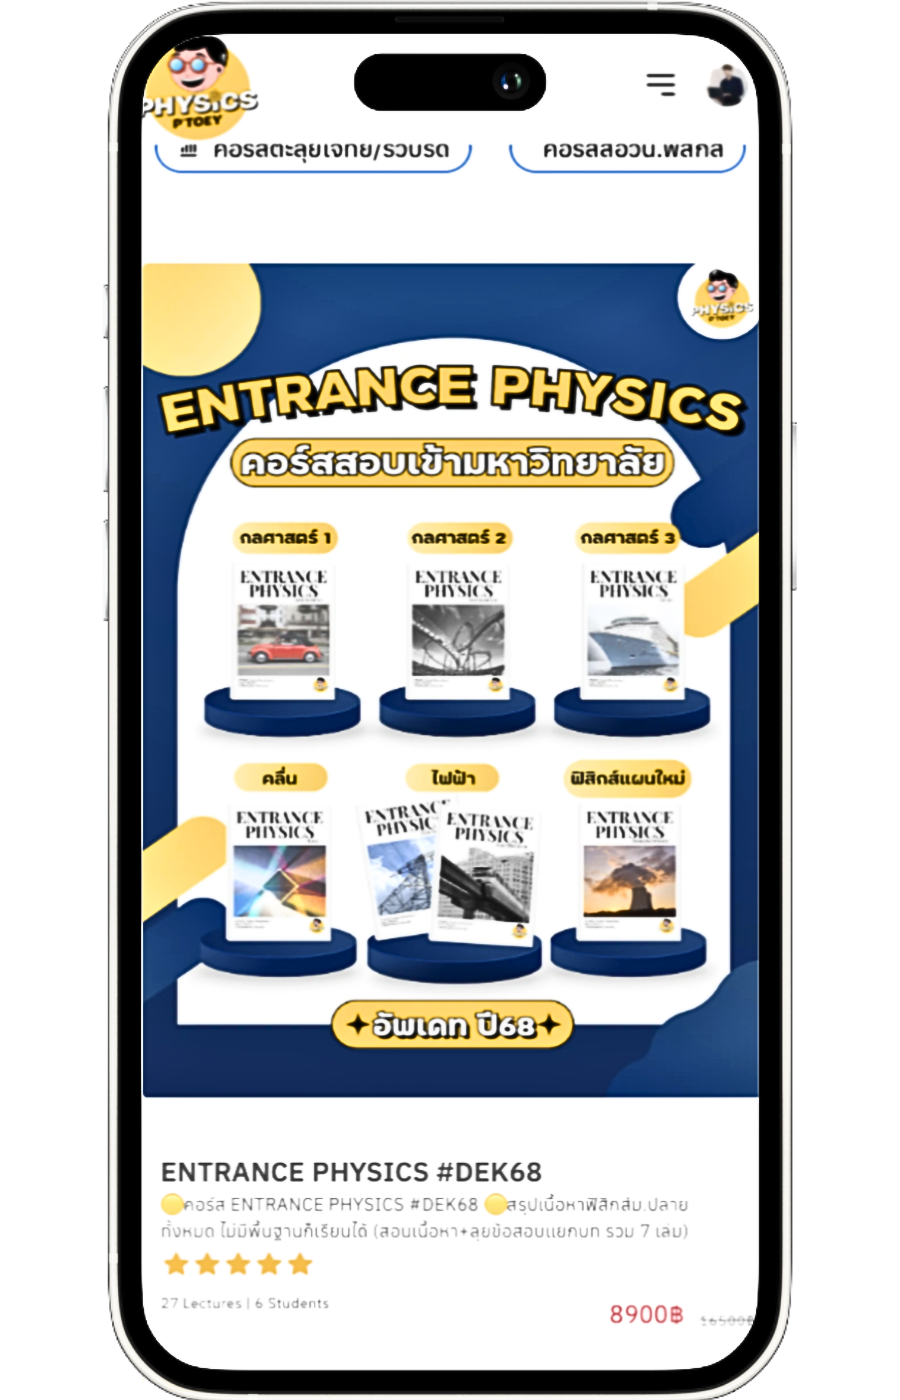 PHYSICS
P'TOEY
คอร์สตะลุยโจทย์/รวบรัด
คอร์สสอวน.ฟิสิกส์
PHYSICS
P'TOEY
ENTRANCE PHYSICS
คอร์สสอบเข้ามหาวิทยาลัย
กลศาสตร์ 1
กลศาสตร์ 2
กลศาสตร์ 3
ENTRANCE
PHYSICS
ENTRANCE
PHYSICS
ENTRANCE
PHYSICS
คลื่น
ไฟฟ้า
ฟิสิกส์แผนใหม่
ENTRANCE
PHYSICS
ENTRANC
PHYSIC
ENTRANCE
PHYSICS
ENTRANCE
PHYSICS
อัพเดท ปี68
ENTRANCE PHYSICS #DEK68
คอร์ส ENTRANCE PHYSICS #DEK68 สรุปเนื้อหาฟิสิกส์ม.ปลาย
ทั้งหมด ไม่มีพื้นฐานก็เรียนได้ (สอนเนื้อหา+ลุยข้อสอบแยกบท รวม 7 เล่ม)
27 Lectures | 6 Students
8900฿
16500฿